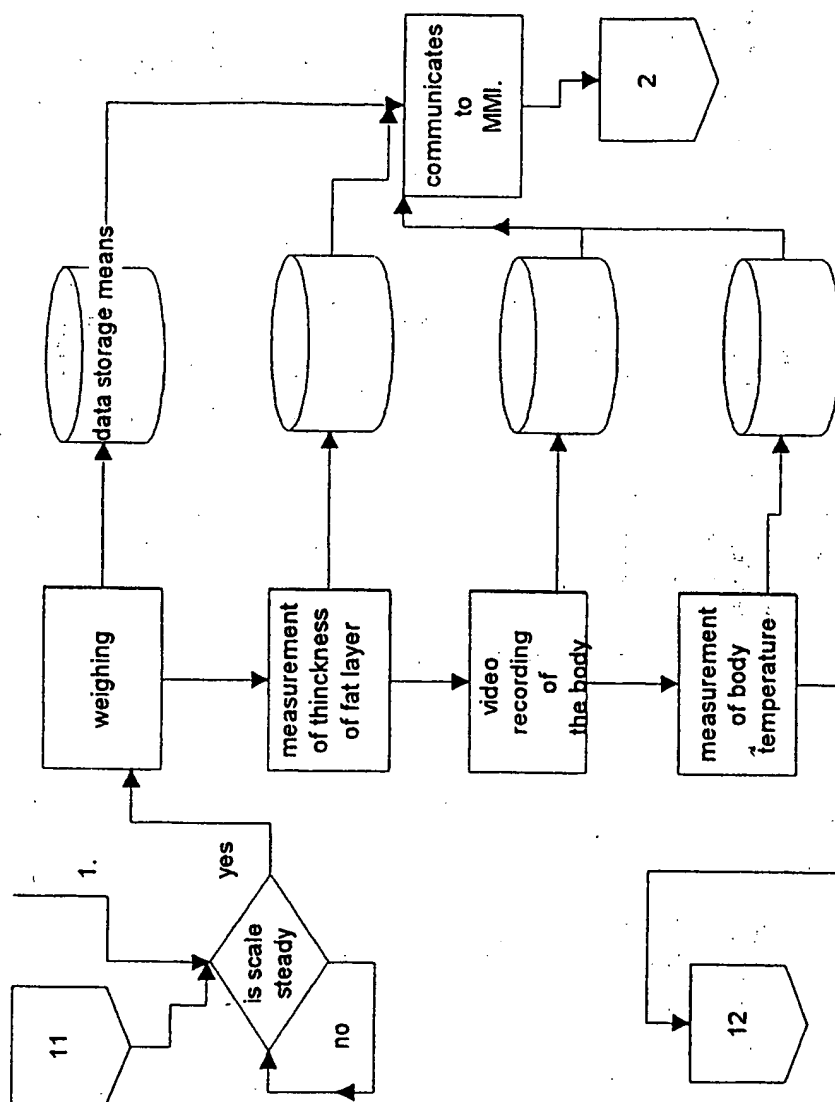 11
1.
is scale
steady
yes
no
weighing
data storage means
measurement
of thinckness
of fat layer
video
recording
of
the body
measurement
of body
temperature
communicates
to
MMI.
2
12